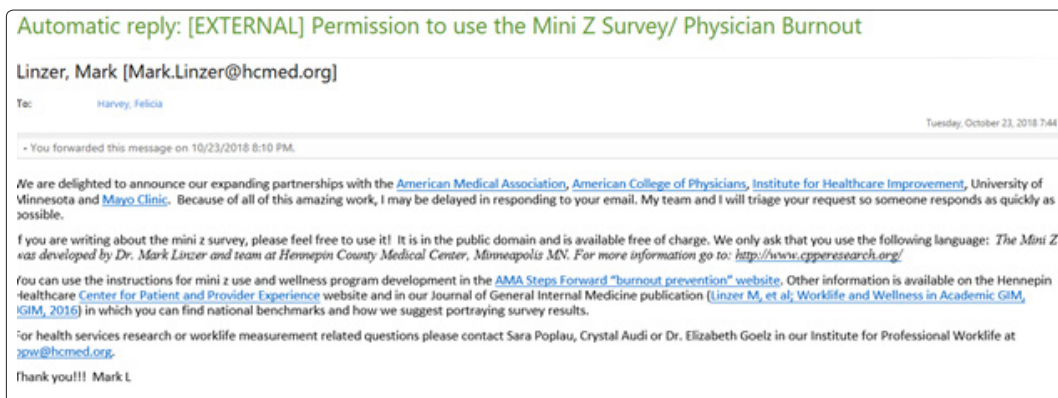 Automatic reply: [EXTERNAL] Permission to use the Mini Z Survey/ Physician Burnout
Linzer, Mark [Mark.Linzer@hcmed.org]
To: Harvey, Felicia
Tuesday, October 23, 2018 7:44
- You forwarded this message on 10/23/2018 8:10 PM.
We are delighted to announce our expanding partnerships with the American Medical Association, American College of Physicians, Institute for Healthcare Improvement, University of
Minnesota and Mayo Clinic. Because of all of this amazing work, I may be delayed in responding to your email. My team and I will triage your request so someone responds as quickly as
possible.
f you are writing about the mini z survey, please feel free to use it! It is in the public domain and is available free of charge. We only ask that you use the following language: The Mini Z
was developed by Dr. Mark Linzer and team at Hennepin County Medical Center, Minneapolis MN. For more information go to: http://www.cpperesearch.org/
You can use the instructions for mini z use and wellness program development in the AMA Steps Forward "burnout prevention" website. Other information is available on the Hennepin
Healthcare Center for Patient and Provider Experience website and in our Journal of General Internal Medicine publication (Linzer M, et al; Worklife and Wellness in Academic GIM,
JGIM, 2016) in which you can find national benchmarks and how we suggest portraying survey results.
For health services research or worklife measurement related questions please contact Sara Poplau, Crystal Audi or Dr. Elizabeth Goelz in our Institute for Professional Worklife at
ppw@hcmed.org.
Thank you!!! Mark L